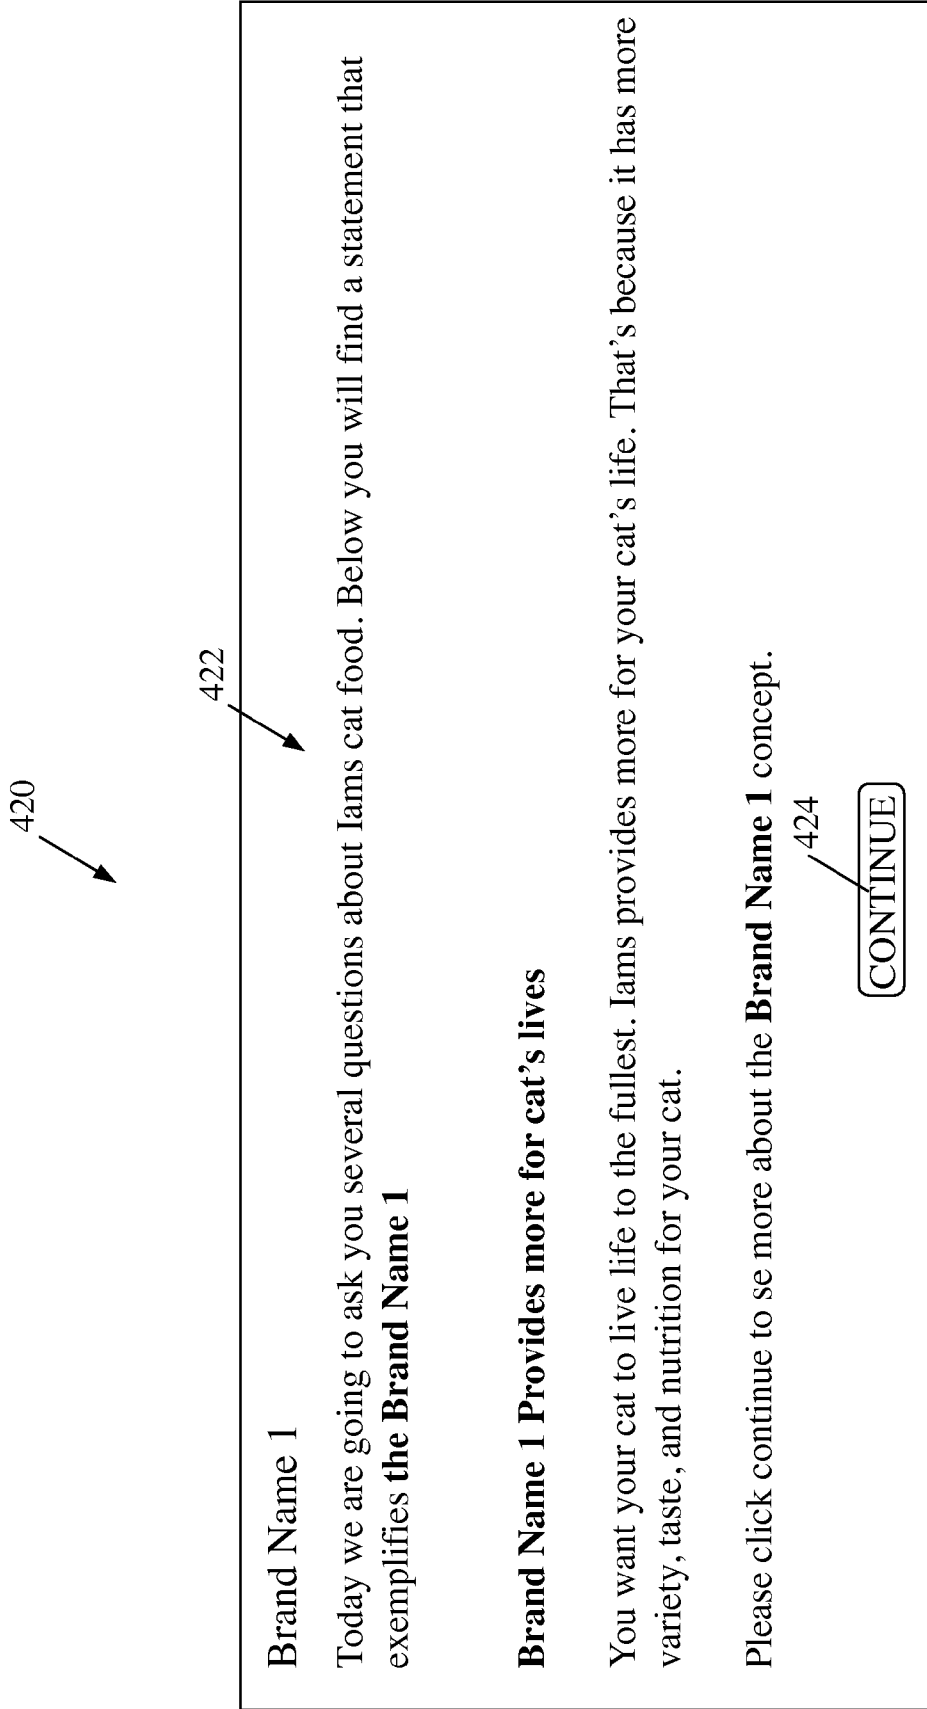 420
422
Brand Name 1
Today we are going to ask you several questions about Iams cat food. Below you will find a statement that
exemplifies the Brand Name 1
Brand Name 1 Provides more for cat's lives
You want your cat to live life to the fullest. Iams provides more for your cat's life. That's because it has more
variety, taste, and nutrition for your cat.
Please click continue to se more about the Brand Name 1 concept.
424
CONTINUE